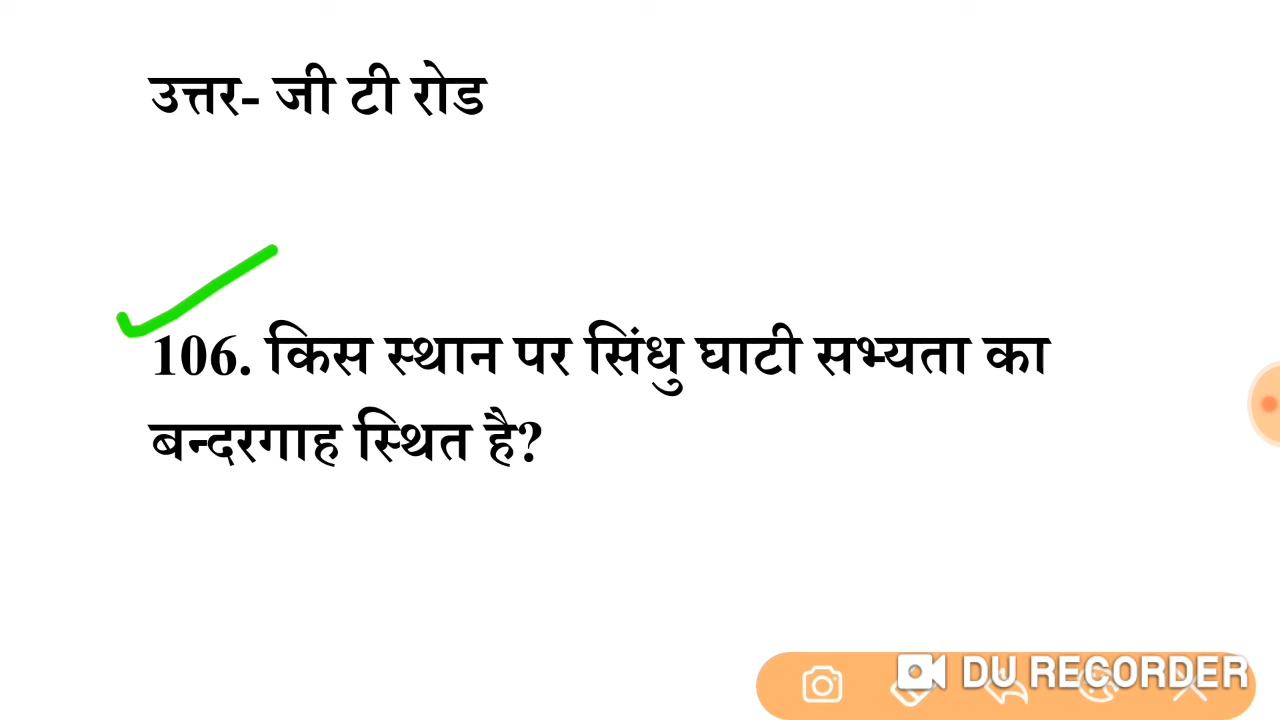 उत्तर- जी टी रोड
106. किस स्थान पर सिंधु घाटी सभ्यता का
बन्दरगाह स्थित है?
DU RECORDER